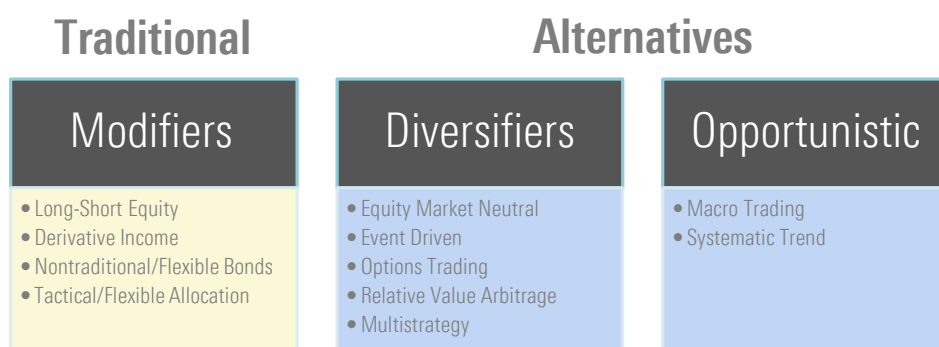 Traditional
Alternatives
Modifiers
• Long-Short Equity
• Derivative Income
• Nontraditional/Flexible Bonds
• Tactical/Flexible Allocation
Diversifiers
• Equity Market Neutral
• Event Driven
• Options Trading
• Relative Value Arbitrage
• Multistrategy
Opportunistic
• Macro Trading
• Systematic Trend